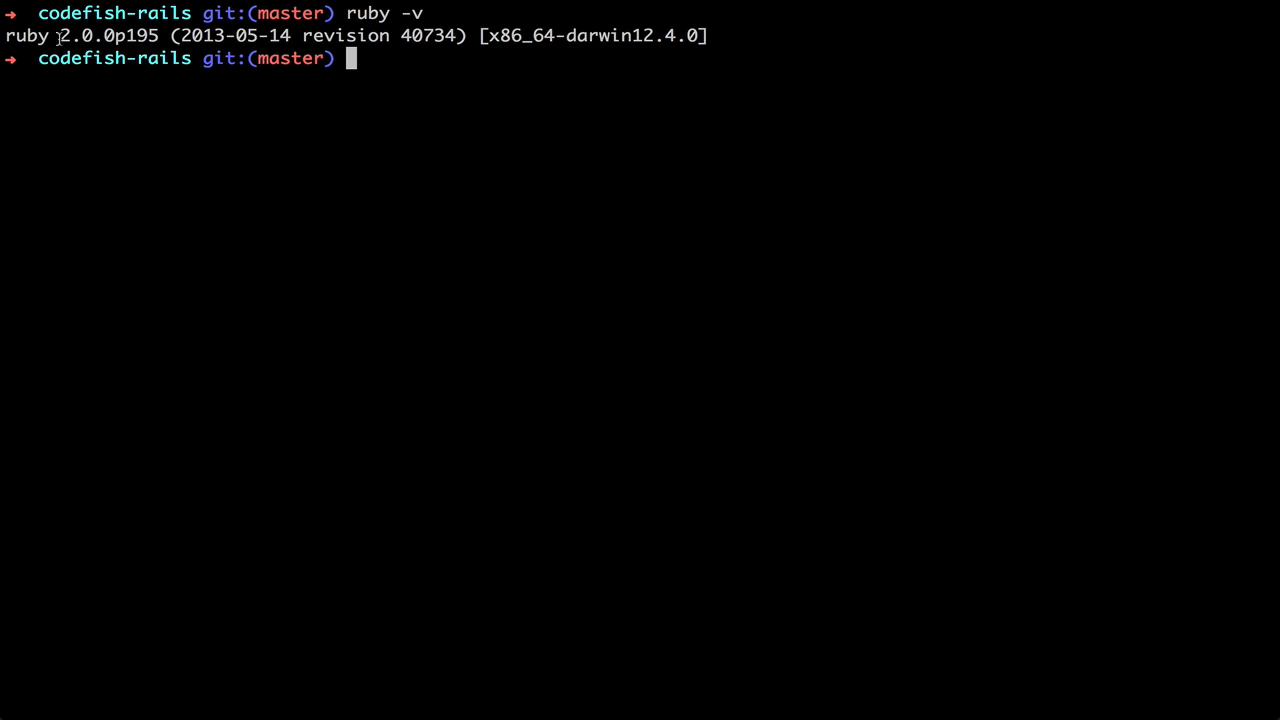 ➜  codefish-rails git:(master) ruby -v
ruby 2.0.0p195 (2013-05-14 revision 40734) [x86_64-darwin12.4.0]
➜  codefish-rails git:(master)